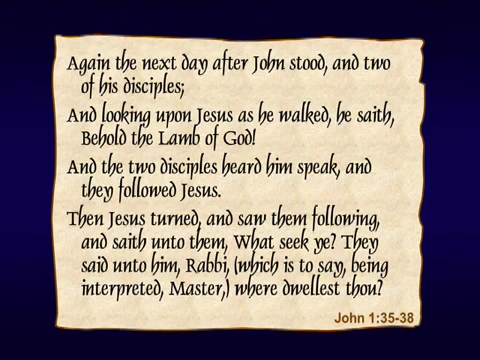 Again the next day after John stood, and two
of his disciples;
And looking upon Jesus as he walked, he saith,
Behold the Lamb of God!
And the two disciples heard him speak, and
they followed Jesus.
Then Jesus turned, and saw them following,
and saith unto them, What seek ye? They
said unto him, Rabbi, (which is to say, being
interpreted, Master,) where dwellest thou?
John 1:35-38